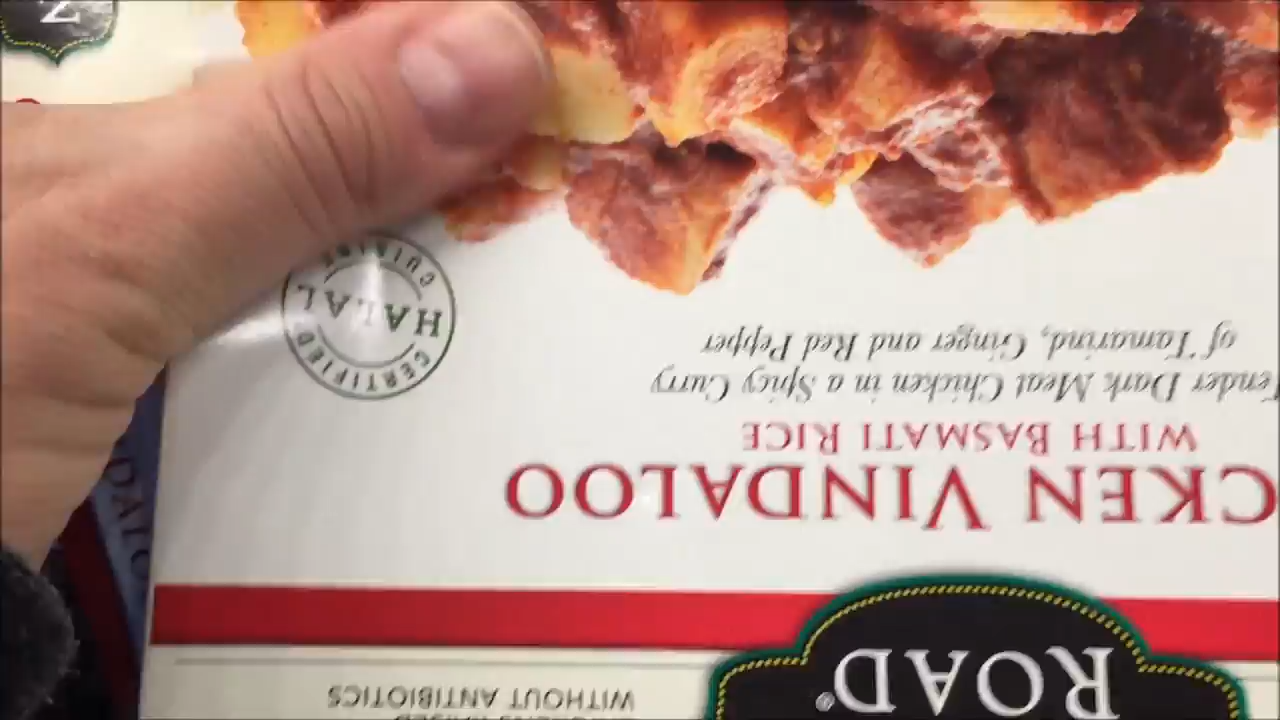 WITHOUT ANTIBIOTICS
ROAD®
CKEN VINDALOO
WITH BASMATI RICE
Tender Dark Meat Chicken in a Spicy Curry
of Tamarind, Ginger and Red Pepper
CERTIFIED
HALAL
CUISINE